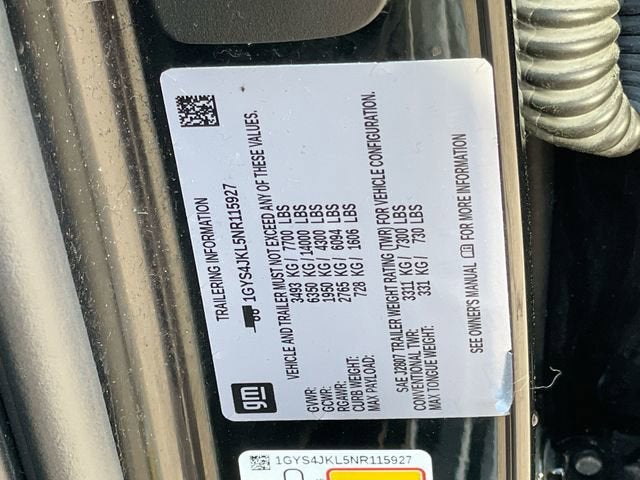 gm
TRAILERING INFORMATION
1GYS4JKL5NR115927
VEHICLE AND TRAILER MUST NOT EXCEED ANY OF THESE VALUES.
GVWR: 3493 KG / 7700 LBS
GCWR: 6350 KG / 14000 LBS
RGAWR: 1950 KG / 4300 LBS
CURB WEIGHT: 2765 KG / 6094 LBS
MAX PAYLOAD: 728 KG / 1606 LBS
SAE J2807 TRAILER WEIGHT RATING (TWR) FOR VEHICLE CONFIGURATION.
CONVENTIONAL TWR: 3311 KG / 7300 LBS
MAX TONGUE WEIGHT: 331 KG / 730 LBS
SEE OWNER'S MANUAL FOR MORE INFORMATION
1GYS4JKL5NR115927